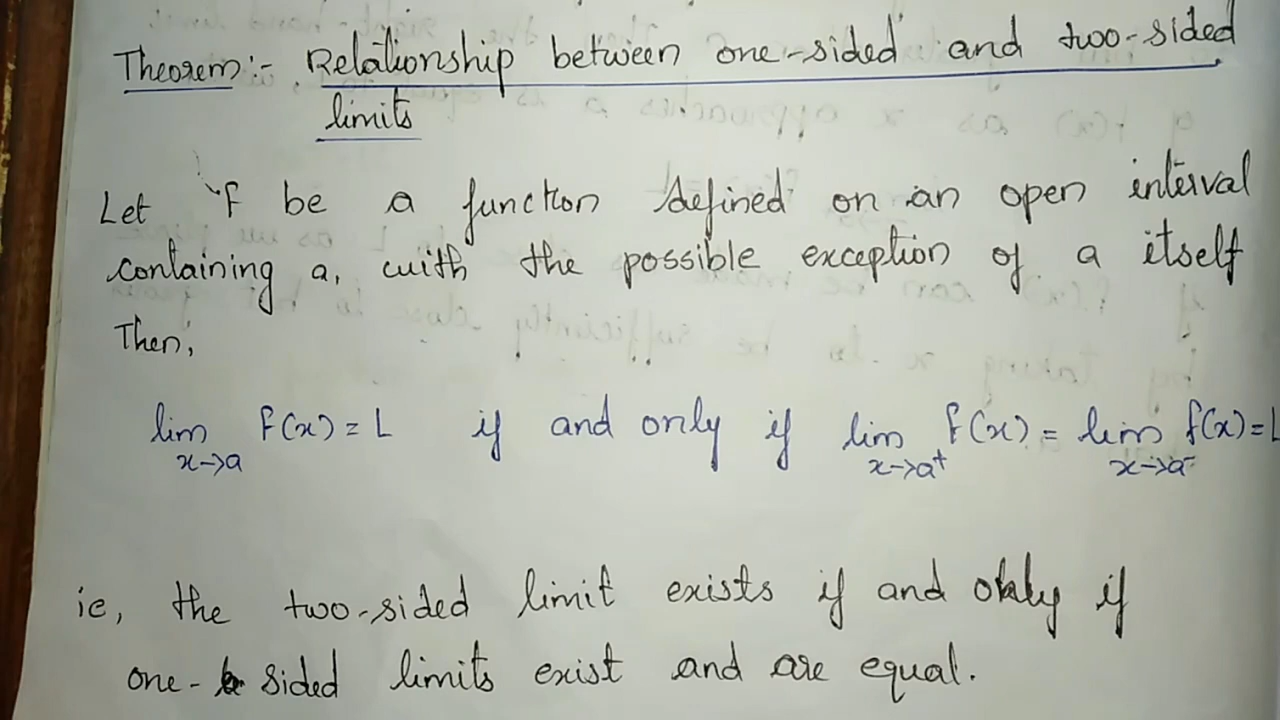 Theorem:- Relationship between one-sided and two-sided
limits
Let f be a function defined on an open interval
containing a, with the possible exception of a itself
Then,
lim x->a f(x) = L if and only if lim x->a+ f(x) = lim x->a- f(x) = L
ie, the two-sided limit exists if and only if
one-sided limits exist and are equal.